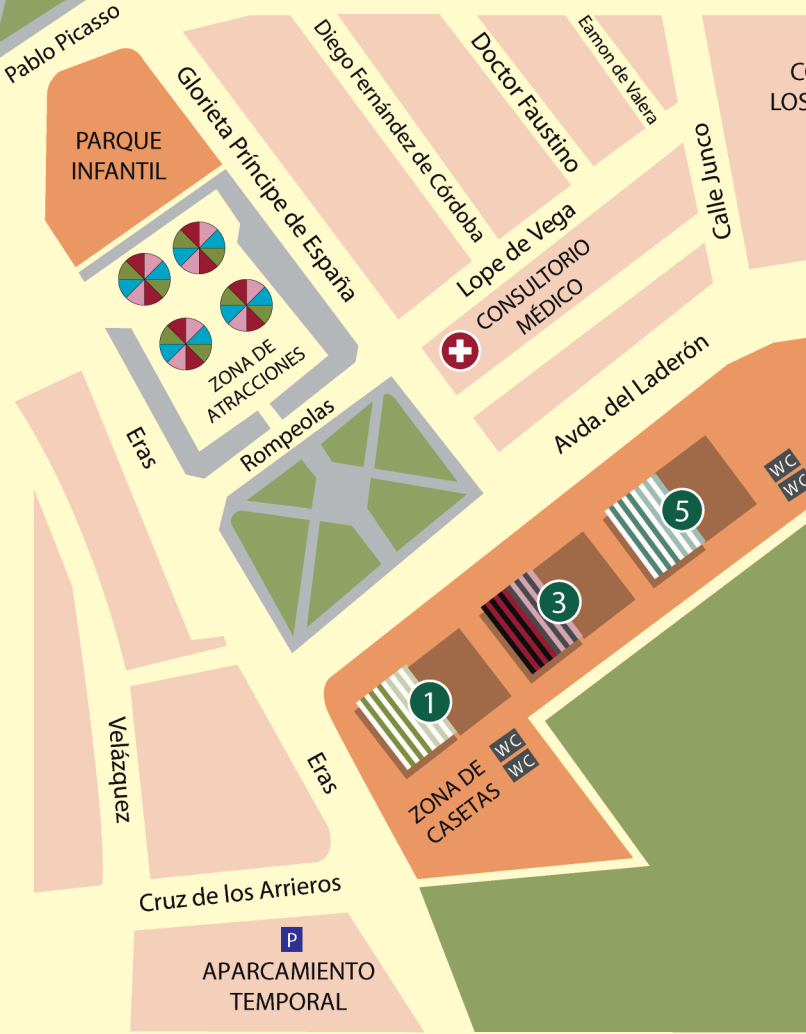 Pablo Picasso
PARQUE
INFANTIL
Glorieta Príncipe de España
Diego Fernández de Córdoba
Doctor Faustino
Eamon de Valera
Calle Junco
Lope de Vega
CONSULTORIO
MÉDICO
ZONA DE
ATRACCIONES
Rompeolas
Eras
Avda. del Laderón
WC
WC
5
3
1
WC
WC
ZONA DE
CASETAS
Eras
Velázquez
Cruz de los Arrieros
P
APARCAMIENTO
TEMPORAL
LOS